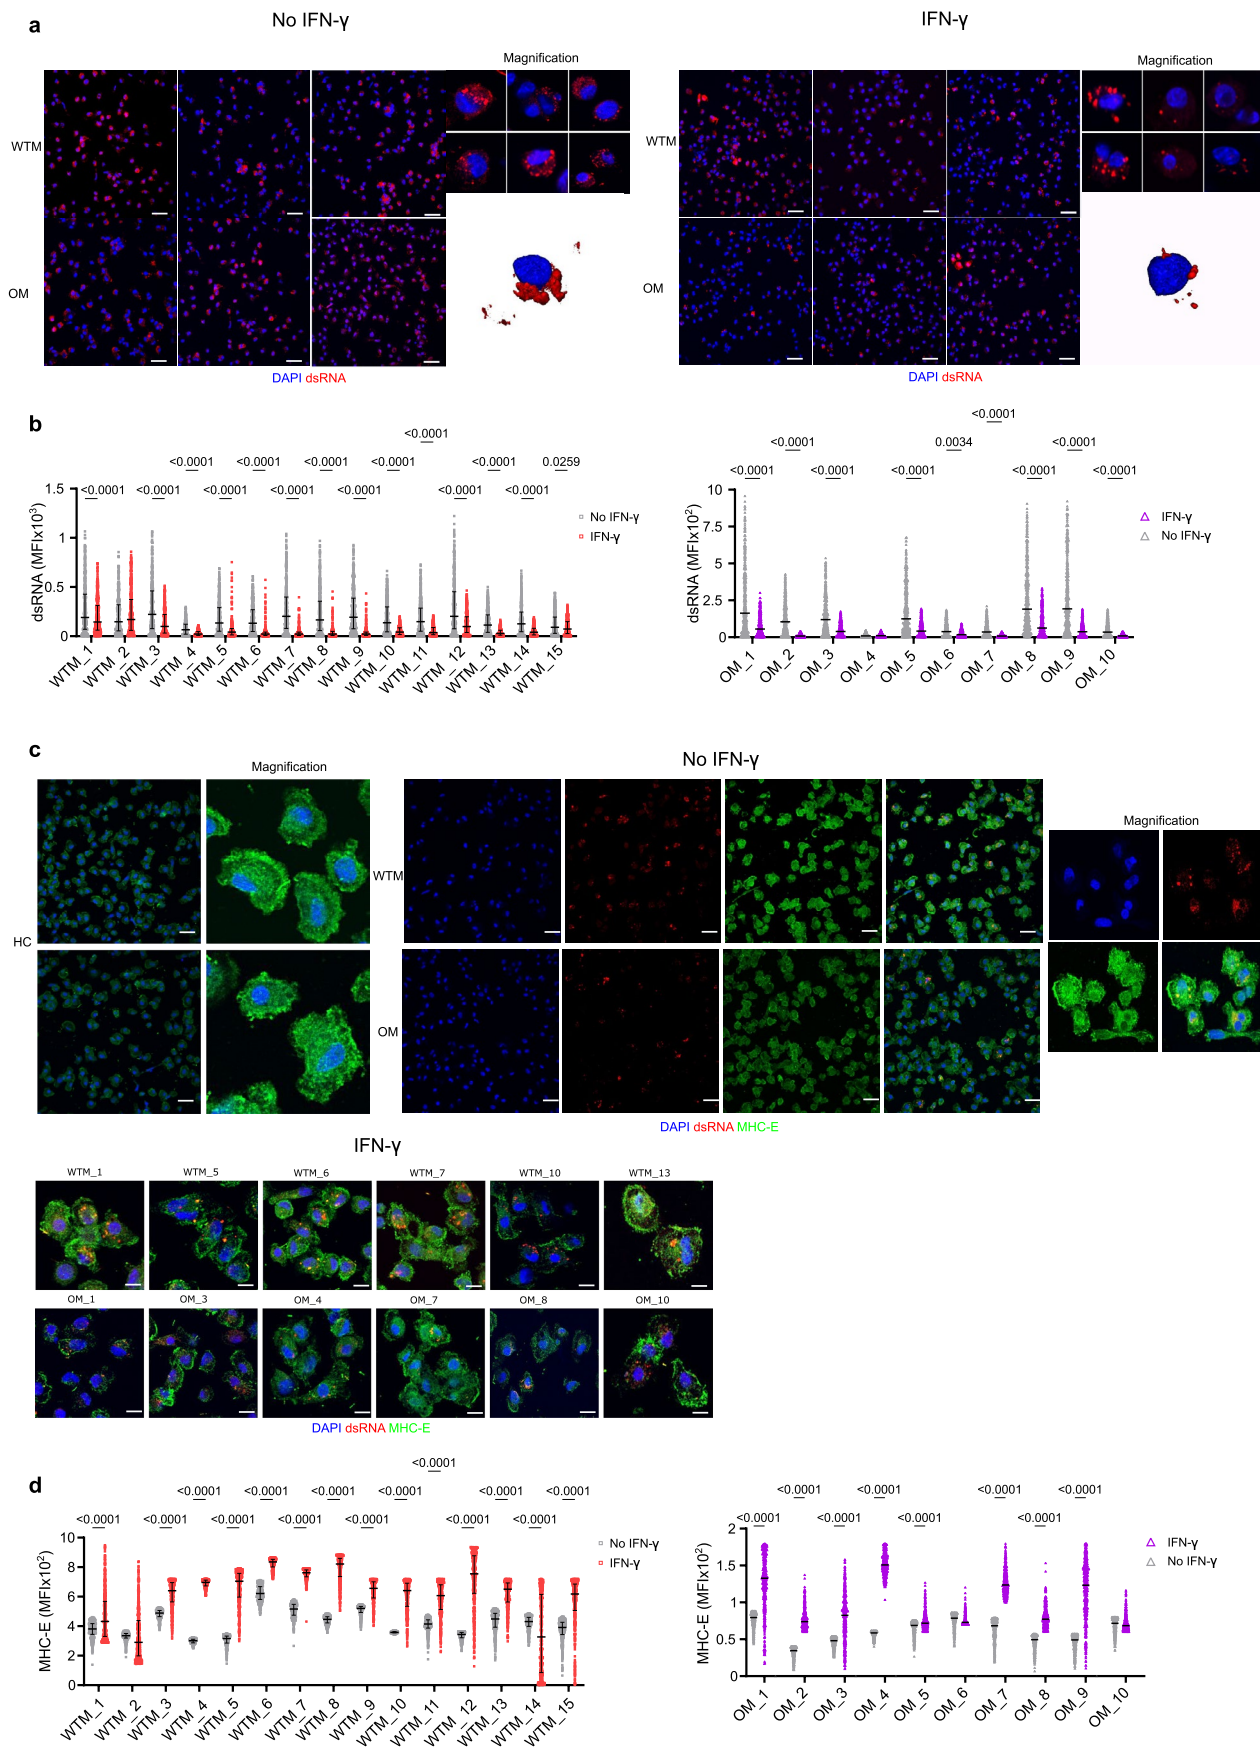 a
No IFN-γ
IFN-γ
Magnification
Magnification
WTM
WTM
OM
OM
DAPI dsRNA
DAPI dsRNA
b
<0.0001
<0.0001 <0.0001 <0.0001 <0.0001 <0.0001 0.0259
<0.0001 <0.0001 <0.0001 <0.0001 <0.0001 <0.0001 <0.0001
dsRNA (MFIx10³)
1.5
1
0.5
0
No IFN-γ
IFN-γ
WTM_1 WTM_2 WTM_3 WTM_4 WTM_5 WTM_6 WTM_7 WTM_8 WTM_9 WTM_10 WTM_11 WTM_12 WTM_13 WTM_14 WTM_15
<0.0001
<0.0001 0.0034 <0.0001
<0.0001 <0.0001 <0.0001 <0.0001 <0.0001
dsRNA (MFIx10²)
10
7.5
5
2.5
0
IFN-γ
No IFN-γ
OM_1 OM_2 OM_3 OM_4 OM_5 OM_6 OM_7 OM_8 OM_9 OM_10
c
No IFN-γ
Magnification
Magnification
HC
WTM
OM
DAPI dsRNA MHC-E
IFN-γ
WTM_1 WTM_5 WTM_6 WTM_7 WTM_10 WTM_13
OM_1 OM_3 OM_4 OM_7 OM_8 OM_10
DAPI dsRNA MHC-E
d
<0.0001
<0.0001 <0.0001 <0.0001 <0.0001 <0.0001 <0.0001
<0.0001 <0.0001 <0.0001 <0.0001 <0.0001 <0.0001 <0.0001
MHC-E (MFIx10²)
10
8
6
4
2
0
No IFN-γ
IFN-γ
WTM_1 WTM_2 WTM_3 WTM_4 WTM_5 WTM_6 WTM_7 WTM_8 WTM_9 WTM_10 WTM_11 WTM_12 WTM_13 WTM_14 WTM_15
<0.0001 <0.0001 <0.0001 <0.0001
<0.0001 <0.0001 <0.0001 <0.0001
MHC-E (MFIx10²)
2
1.5
1
0.5
0
IFN-γ
No IFN-γ
OM_1 OM_2 OM_3 OM_4 OM_5 OM_6 OM_7 OM_8 OM_9 OM_10